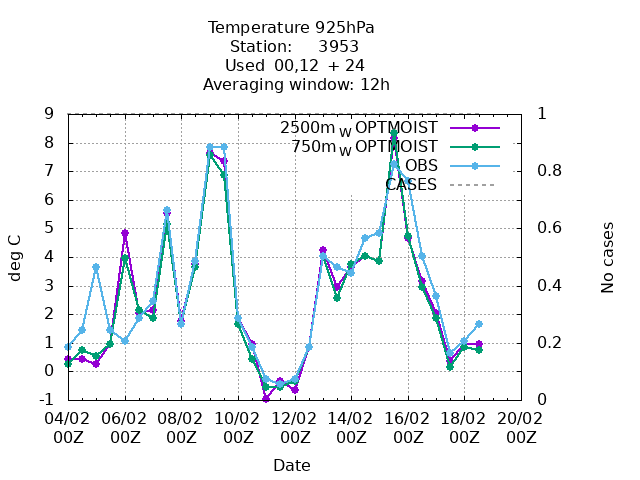 Temperature 925hPa
Station: 3953
Used 00,12 + 24
Averaging window: 12h
9 1
2500m W OPTMOIST
8
750m W OPTMOIST
OBS
7 0.8
CASES
6
5 0.6
deg C
No cases
4 0.4
3
2
1 0.2
0
-1 0
04/02 06/02 08/02 10/02 12/02 14/02 16/02 18/02 20/02
00Z 00Z 00Z 00Z 00Z 00Z 00Z 00Z 00Z
Date